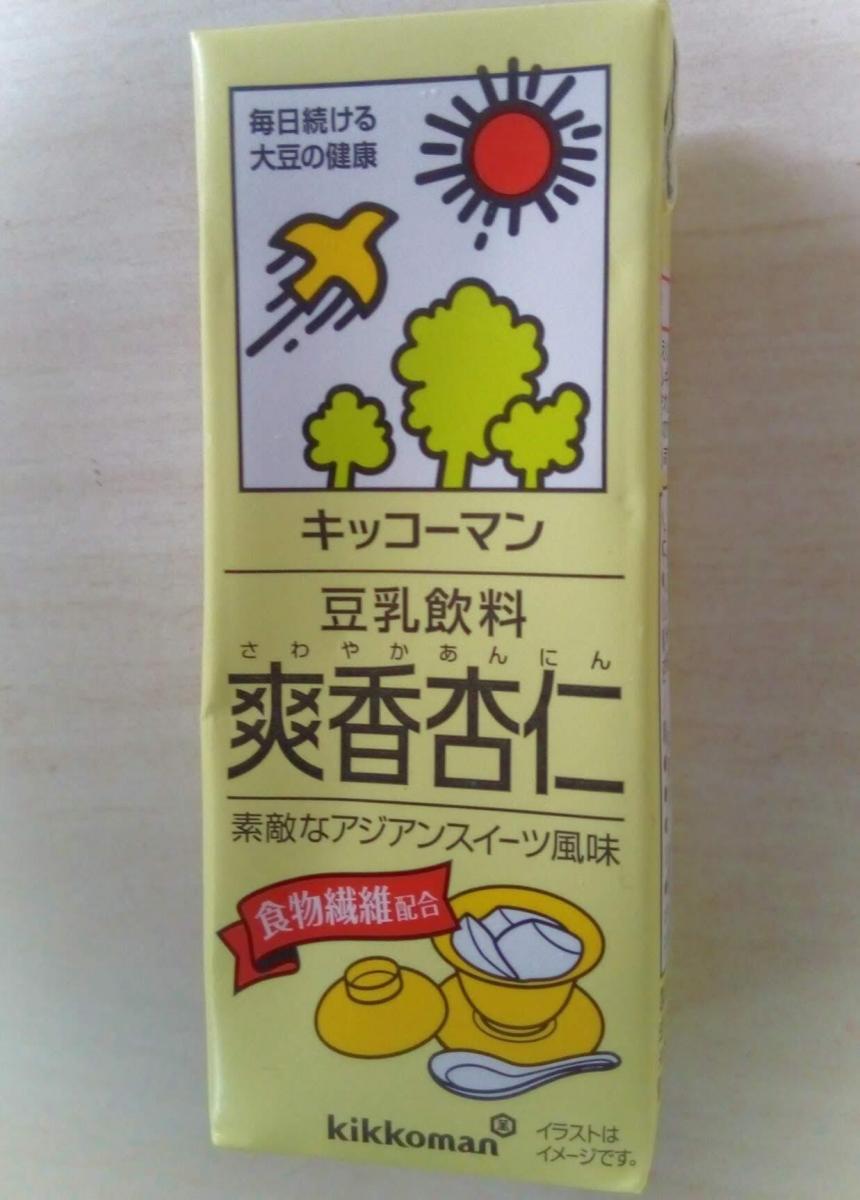 毎日続ける
大豆の健康
キッコーマン
豆乳飲料
さわやかあんにん
爽香杏仁
素敵なアジアンスイーツ風味
食物繊維配合
kikkoman
イラストは
イメージです。